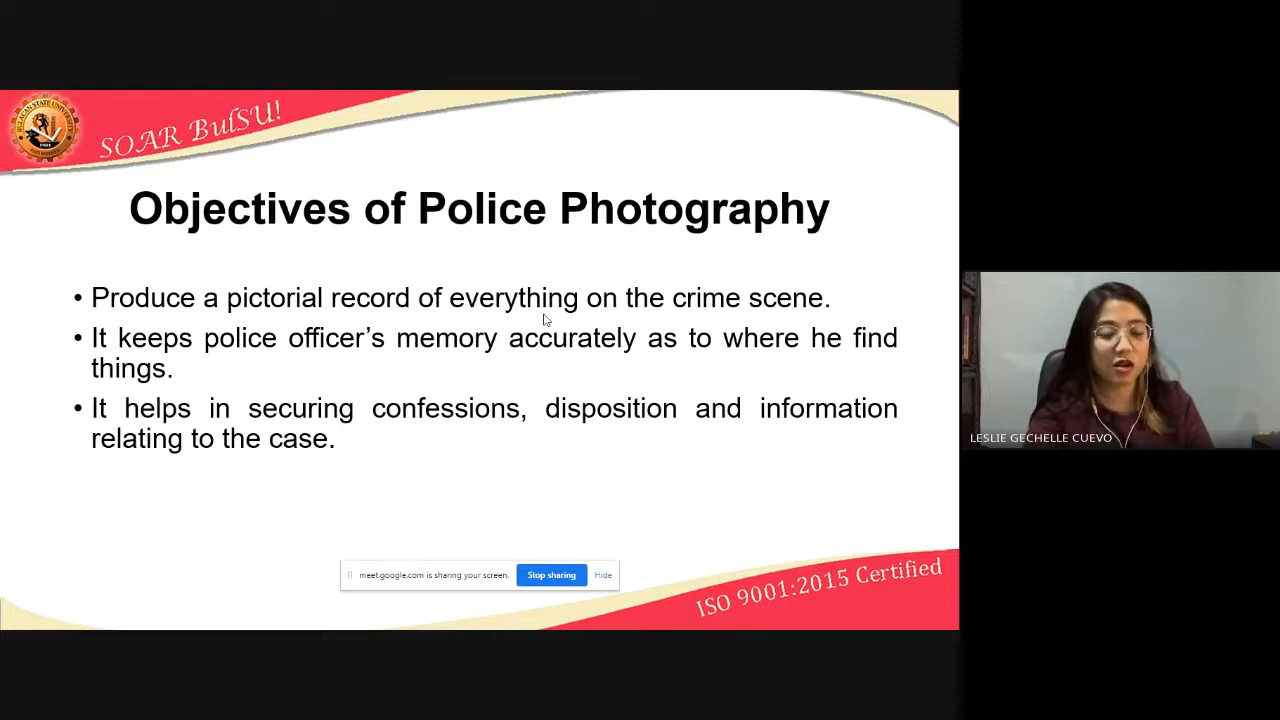 SOAR BulSU!
Objectives of Police Photography
• Produce a pictorial record of everything on the crime scene.
• It keeps police officer’s memory accurately as to where he find
things.
• It helps in securing confessions, disposition and information
relating to the case.
LESLIE GECHELLE CUEVO
meet.google.com is sharing your screen.
Stop sharing
Hide
ISO 9001:2015 Certified